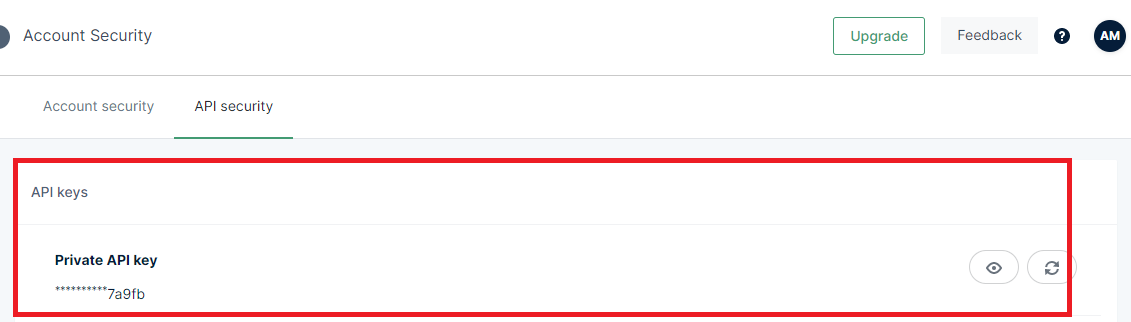 Account Security
Upgrade
Feedback
?
AM
Account security
API security
API keys
Private API key
**********7a9fb